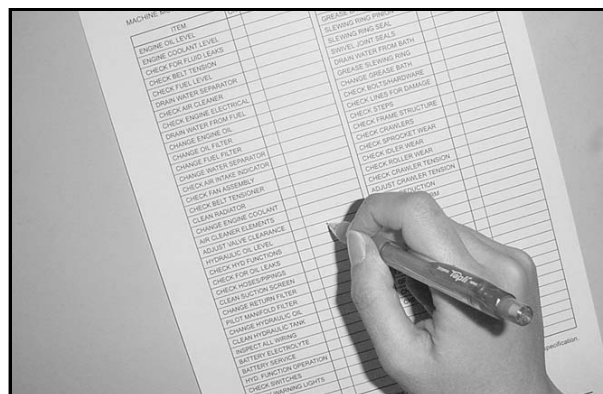 MACHINE
ITEM
ENGINE OIL LEVEL
ENGINE COOLANT LEVEL
CHECK FOR FLUID LEAKS
CHECK BELT TENSION
CHECK FUEL LEVEL
DRAIN WATER SEPARATOR
CHECK AIR CLEANER
CHECK ENGINE ELECTRICAL
DRAIN WATER FROM FUEL
CHANGE ENGINE OIL
CHANGE OIL FILTER
CHANGE FUEL FILTER
CHANGE WATER SEPARATOR
CHECK AIR INTAKE INDICATOR
CHECK FAN ASSEMBLY
CHECK BELT TENSIONER
CLEAN RADIATOR
CHANGE ENGINE COOLANT
AIR CLEANER ELEMENTS
ADJUST VALVE CLEARANCE
HYDRAULIC OIL LEVEL
CHECK HYD FUNCTIONS
CHECK FOR OIL LEAKS
CHECK HOSES/PIPINGS
CLEAN SUCTION SCREEN
CHANGE RETURN FILTER
PILOT MANIFOLD FILTER
CHANGE HYDRAULIC OIL
CLEAN HYDRAULIC TANK
INSPECT ALL WIRING
BATTERY ELECTROLYTE
BATTERY SERVICE
HYD. FUNCTION OPERATION
CHECK SWITCHES
WARNING LIGHTS
GREASE
SLEWING RING PINION
SLEWING RING SEAL
SWIVEL JOINT SEALS
DRAIN WATER FROM BATH
GREASE SLEWING RING
CHANGE GREASE BATH
CHECK BOLTS/HARDWARE
CHECK LINES FOR DAMAGE
CHECK STEPS
CHECK FRAME STRUCTURE
CHECK CRAWLERS
CHECK SPROCKET WEAR
CHECK IDLER WEAR
CHECK ROLLER WEAR
CHECK CRAWLER TENSION
ADJUST CRAWLER TENSION